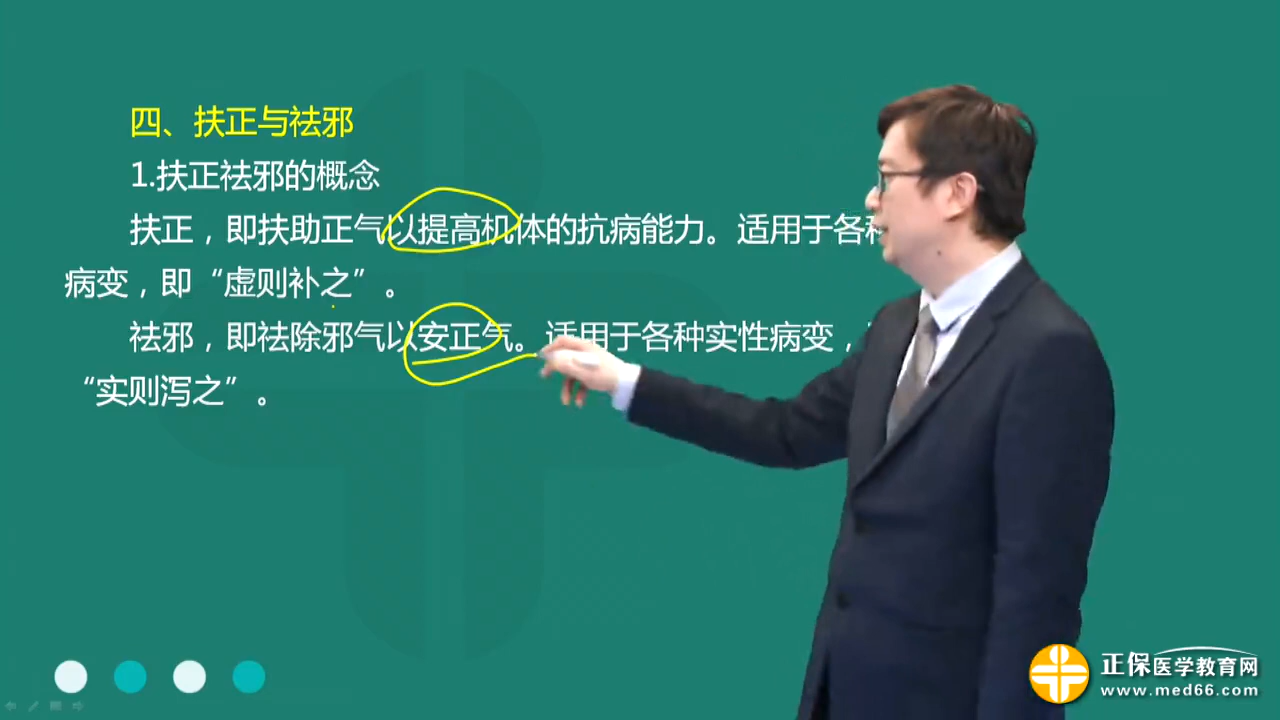 四、扶正与祛邪
1.扶正祛邪的概念
扶正，即扶助正气以提高机体的抗病能力。适用于各种
病变，即“虚则补之”。
祛邪，即祛除邪气以安正气。适用于各种实性病变，
“实则泻之”。
正保医学教育网
www.med66.com